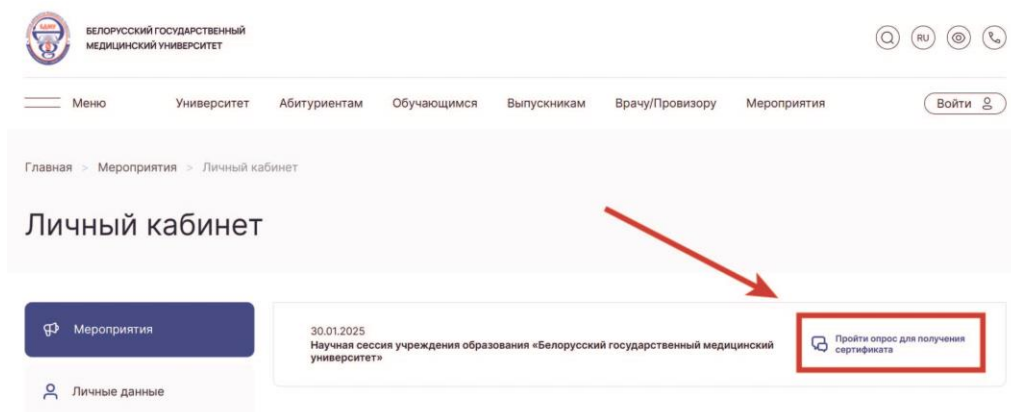 БГМУ
БЕЛОРУССКИЙ ГОСУДАРСТВЕННЫЙ
МЕДИЦИНСКИЙ УНИВЕРСИТЕТ
RU
Меню Университет Абитуриентам Обучающимся Выпускникам Врачу/Провизору Мероприятия Войти
Главная > Мероприятия > Личный кабинет
Личный кабинет
Мероприятия
30.01.2025
Научная сессия учреждения образования «Белорусский государственный медицинский
университет»
Пройти опрос для получения
сертификата
Личные данные